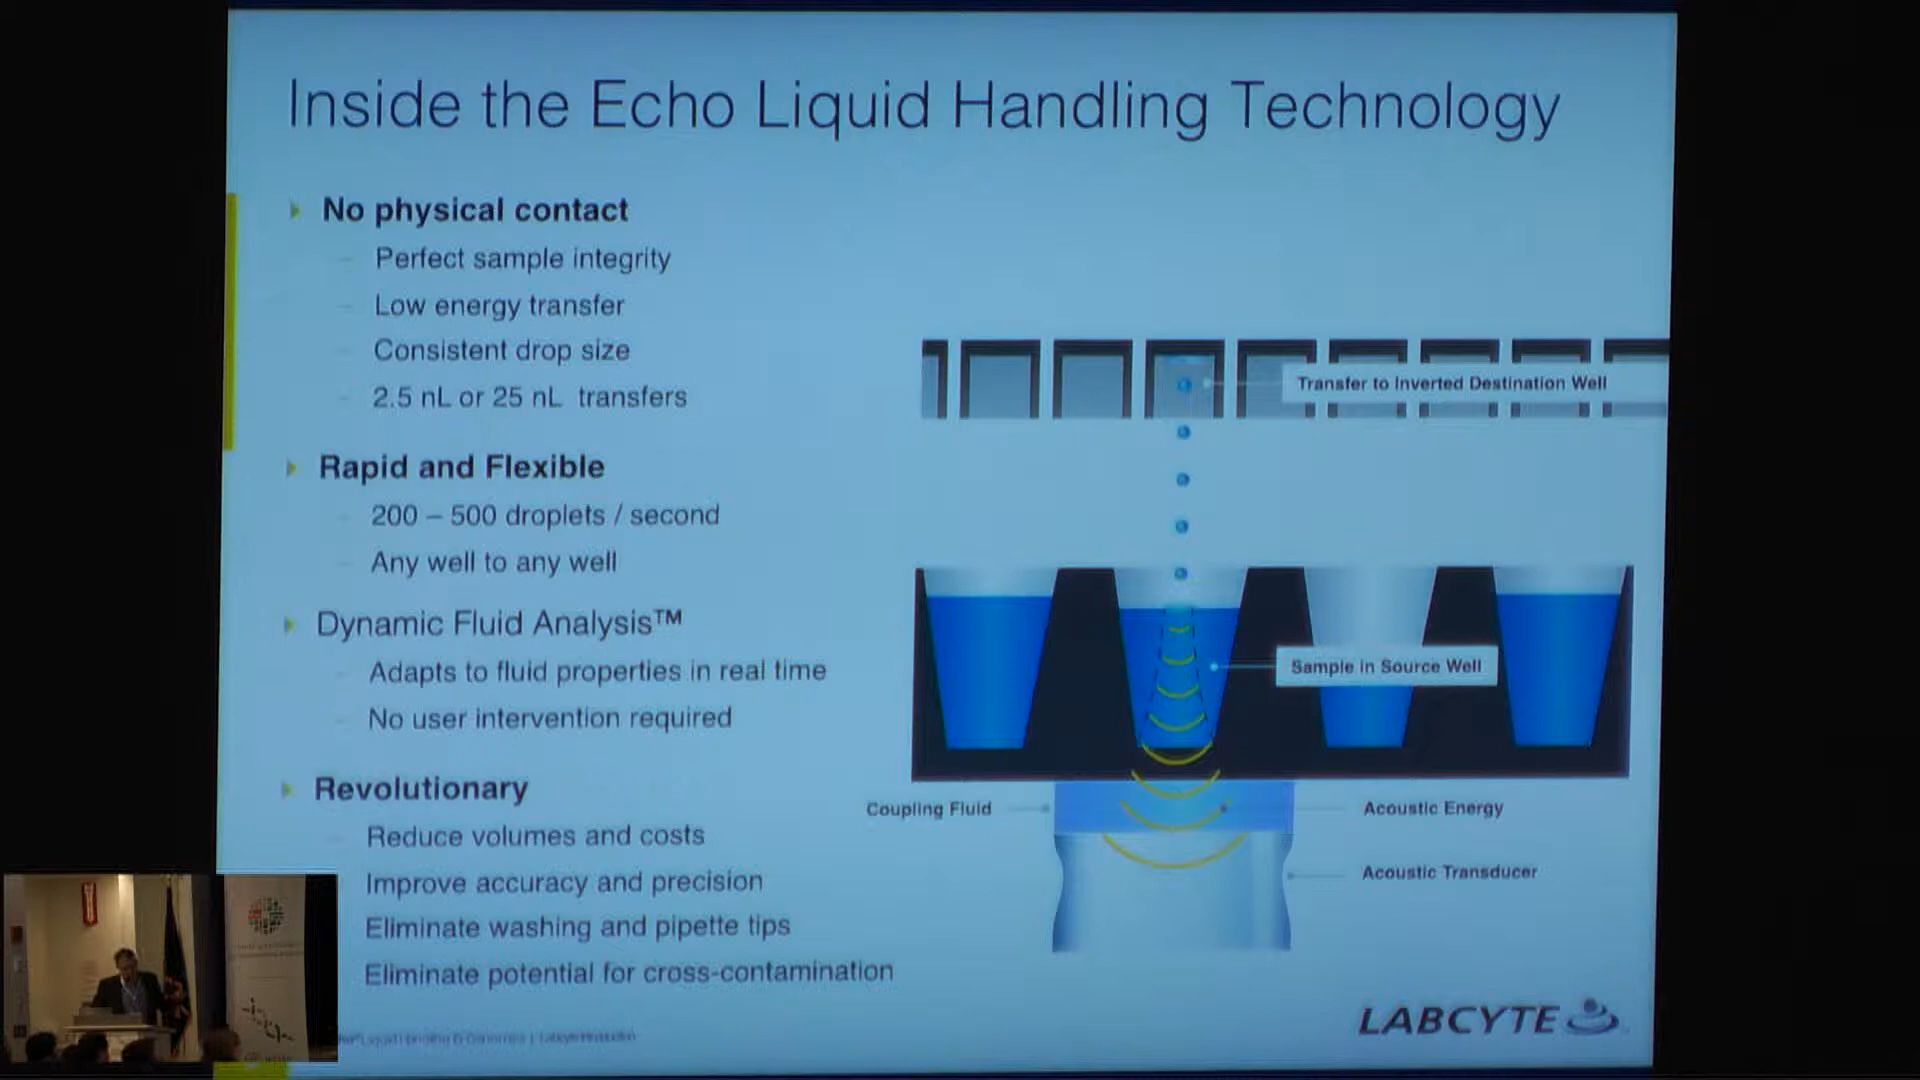 Inside the Echo Liquid Handling Technology
No physical contact
Perfect sample integrity
Low energy transfer
Consistent drop size
2.5 nL or 25 nL transfers
Rapid and Flexible
200 – 500 droplets / second
Any well to any well
Dynamic Fluid Analysis™
Adapts to fluid properties in real time
No user intervention required
Revolutionary
Reduce volumes and costs
Improve accuracy and precision
Eliminate washing and pipette tips
Eliminate potential for cross-contamination
Transfer to Inverted Destination Well
Sample in Source Well
Coupling Fluid
Acoustic Energy
Acoustic Transducer
LABCYTE